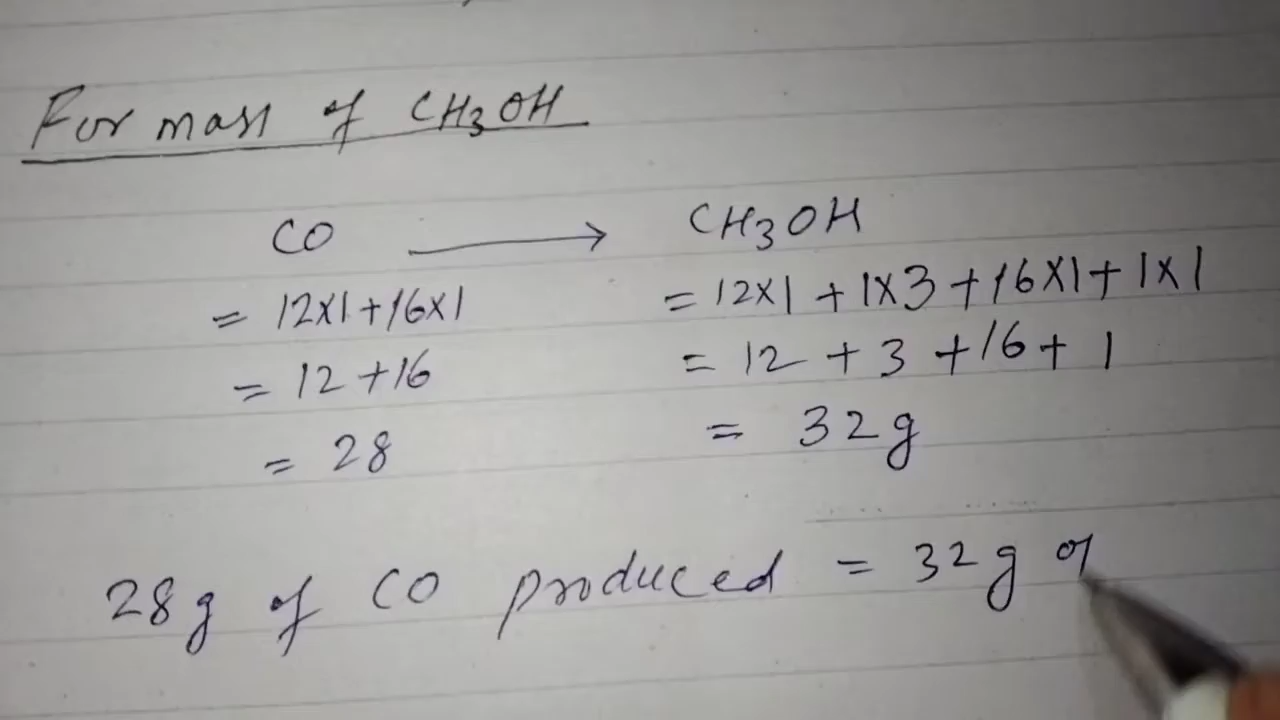 For mass of CH3OH
CO ⟶ CH3OH
= 12x1+16x1 = 12x1 + 1x3 + 16x1 + 1x1
= 12 +16 = 12 + 3 + 16 + 1
= 28 = 32g
28g of CO produced = 32g of